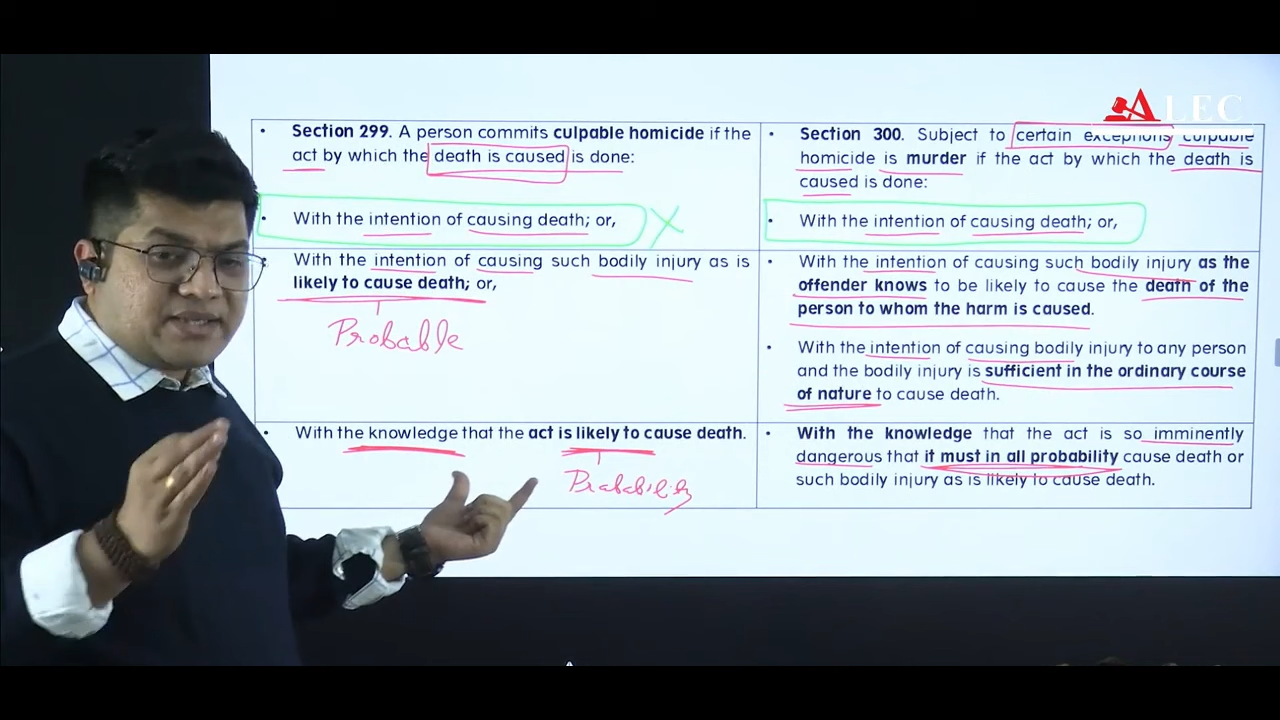 ALEC
Section 299. A person commits culpable homicide if the
act by which the death is caused is done:
With the intention of causing death; or,
With the intention of causing such bodily injury as is
likely to cause death; or,
Probable
With the knowledge that the act is likely to cause death.
Probability
Section 300. Subject to certain exceptions culpable
homicide is murder if the act by which the death is
caused is done:
With the intention of causing death; or,
With the intention of causing such bodily injury as the
offender knows to be likely to cause the death of the
person to whom the harm is caused.
With the intention of causing bodily injury to any person
and the bodily injury is sufficient in the ordinary course
of nature to cause death.
With the knowledge that the act is so imminently
dangerous that it must in all probability cause death or
such bodily injury as is likely to cause death.